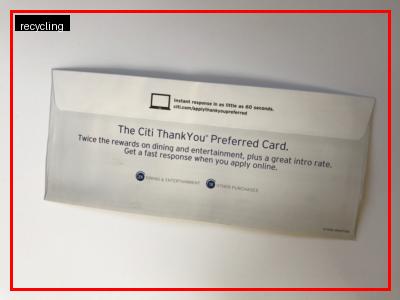 recycling
Instant response in as little as 60 seconds.
citi.com/applythankyoupreferred
The Citi ThankYou® Preferred Card.
Twice the rewards on dining and entertainment, plus a great intro rate.
Get a fast response when you apply online.
DINING & ENTERTAINMENT
OTHER PURCHASES